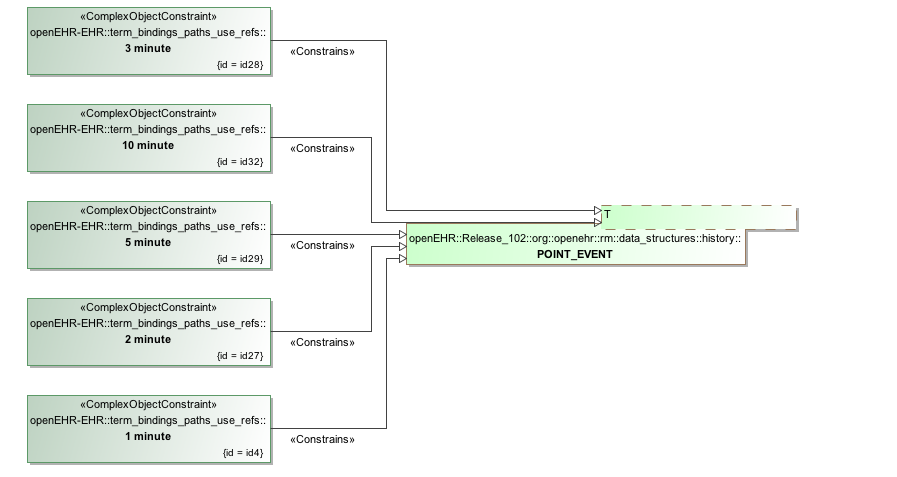 «ComplexObjectConstraint»
openEHR-EHR::term_bindings_paths_use_refs::
3 minute
{id = id28}
«Constrains»
«ComplexObjectConstraint»
openEHR-EHR::term_bindings_paths_use_refs::
10 minute
{id = id32}
«Constrains»
«ComplexObjectConstraint»
openEHR-EHR::term_bindings_paths_use_refs::
5 minute
{id = id29}
«Constrains»
T
openEHR::Release_102::org::openehr::rm::data_structures::history::
POINT_EVENT
«ComplexObjectConstraint»
openEHR-EHR::term_bindings_paths_use_refs::
2 minute
{id = id27}
«Constrains»
«ComplexObjectConstraint»
openEHR-EHR::term_bindings_paths_use_refs::
1 minute
{id = id4}
«Constrains»